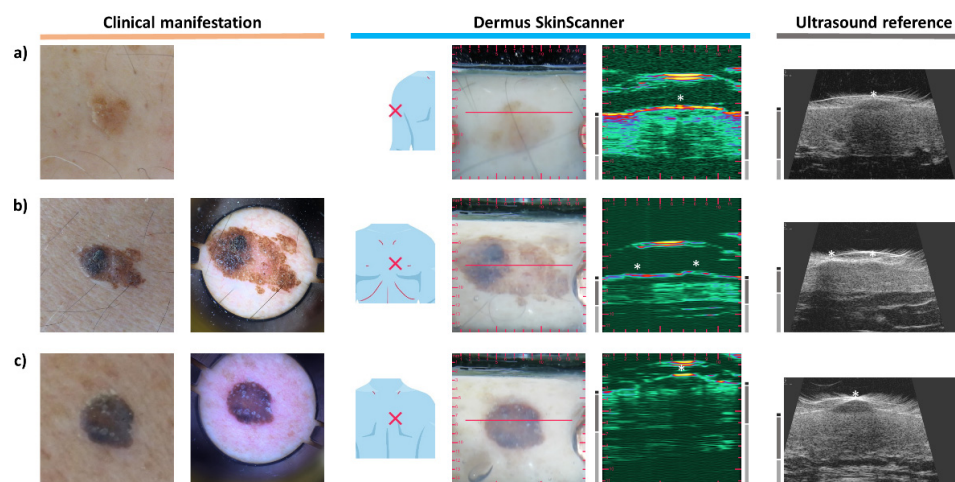 Clinical manifestation Dermus SkinScanner Ultrasound reference
a)
*
*
b)
* *
* *
c)
*
*